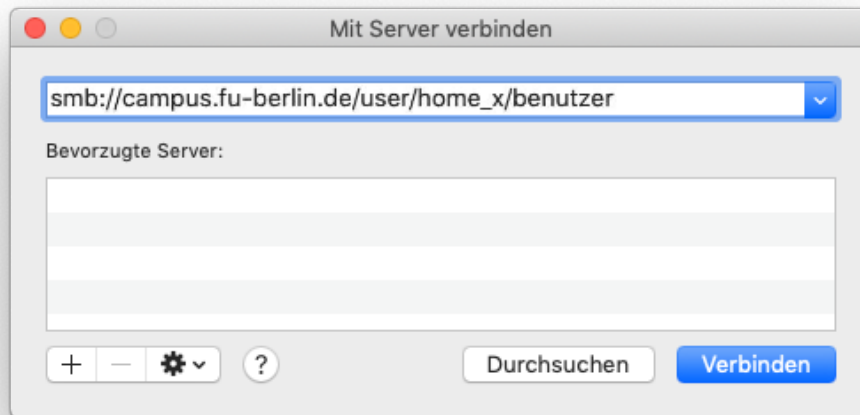 Mit Server verbinden
smb://campus.fu-berlin.de/user/home_x/benutzer
Bevorzugte Server:
?
Durchsuchen
Verbinden